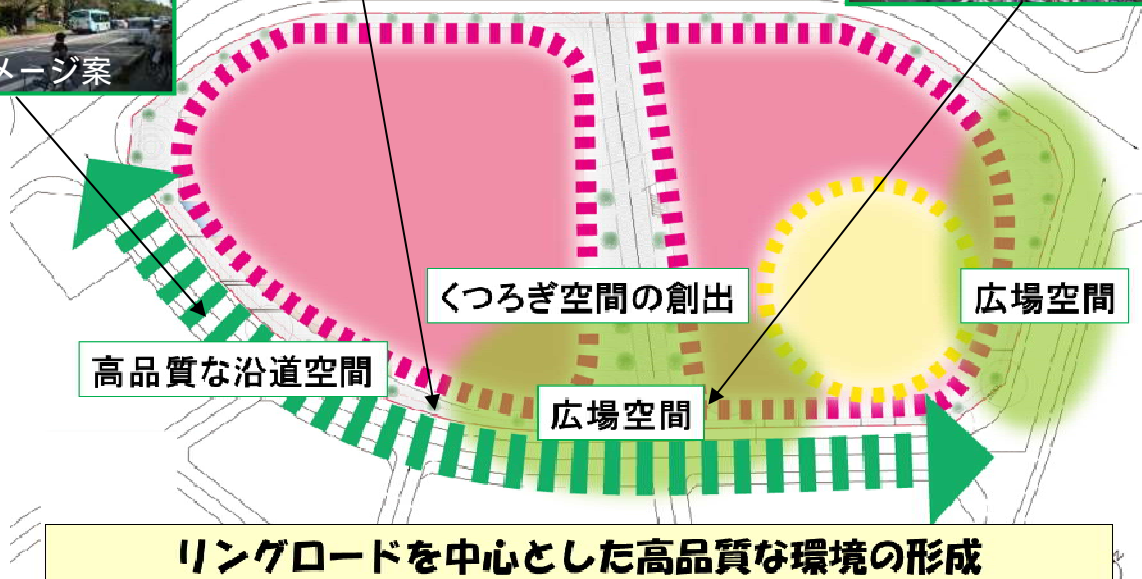 メージ案
くつろぎ空間の創出
広場空間
高品質な沿道空間
広場空間
リングロードを中心とした高品質な環境の形成